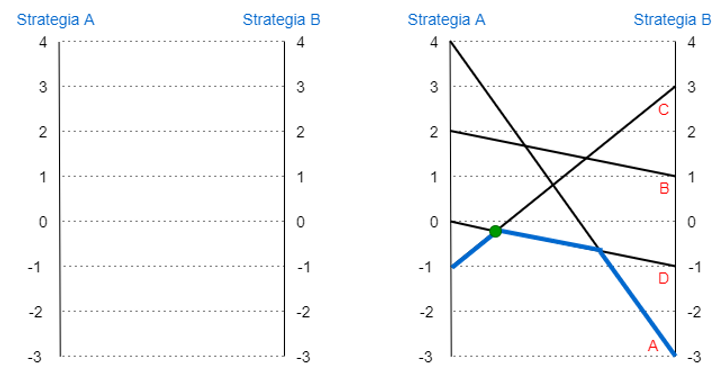 Strategia A Strategia B Strategia A Strategia B
4 4 4 4
3 3 3 3
C
2 2 2 2
1 1 1 1
B
0 0 0 0
-1 -1 -1 -1
D
-2 -2 -2 -2
A
-3 -3 -3 -3